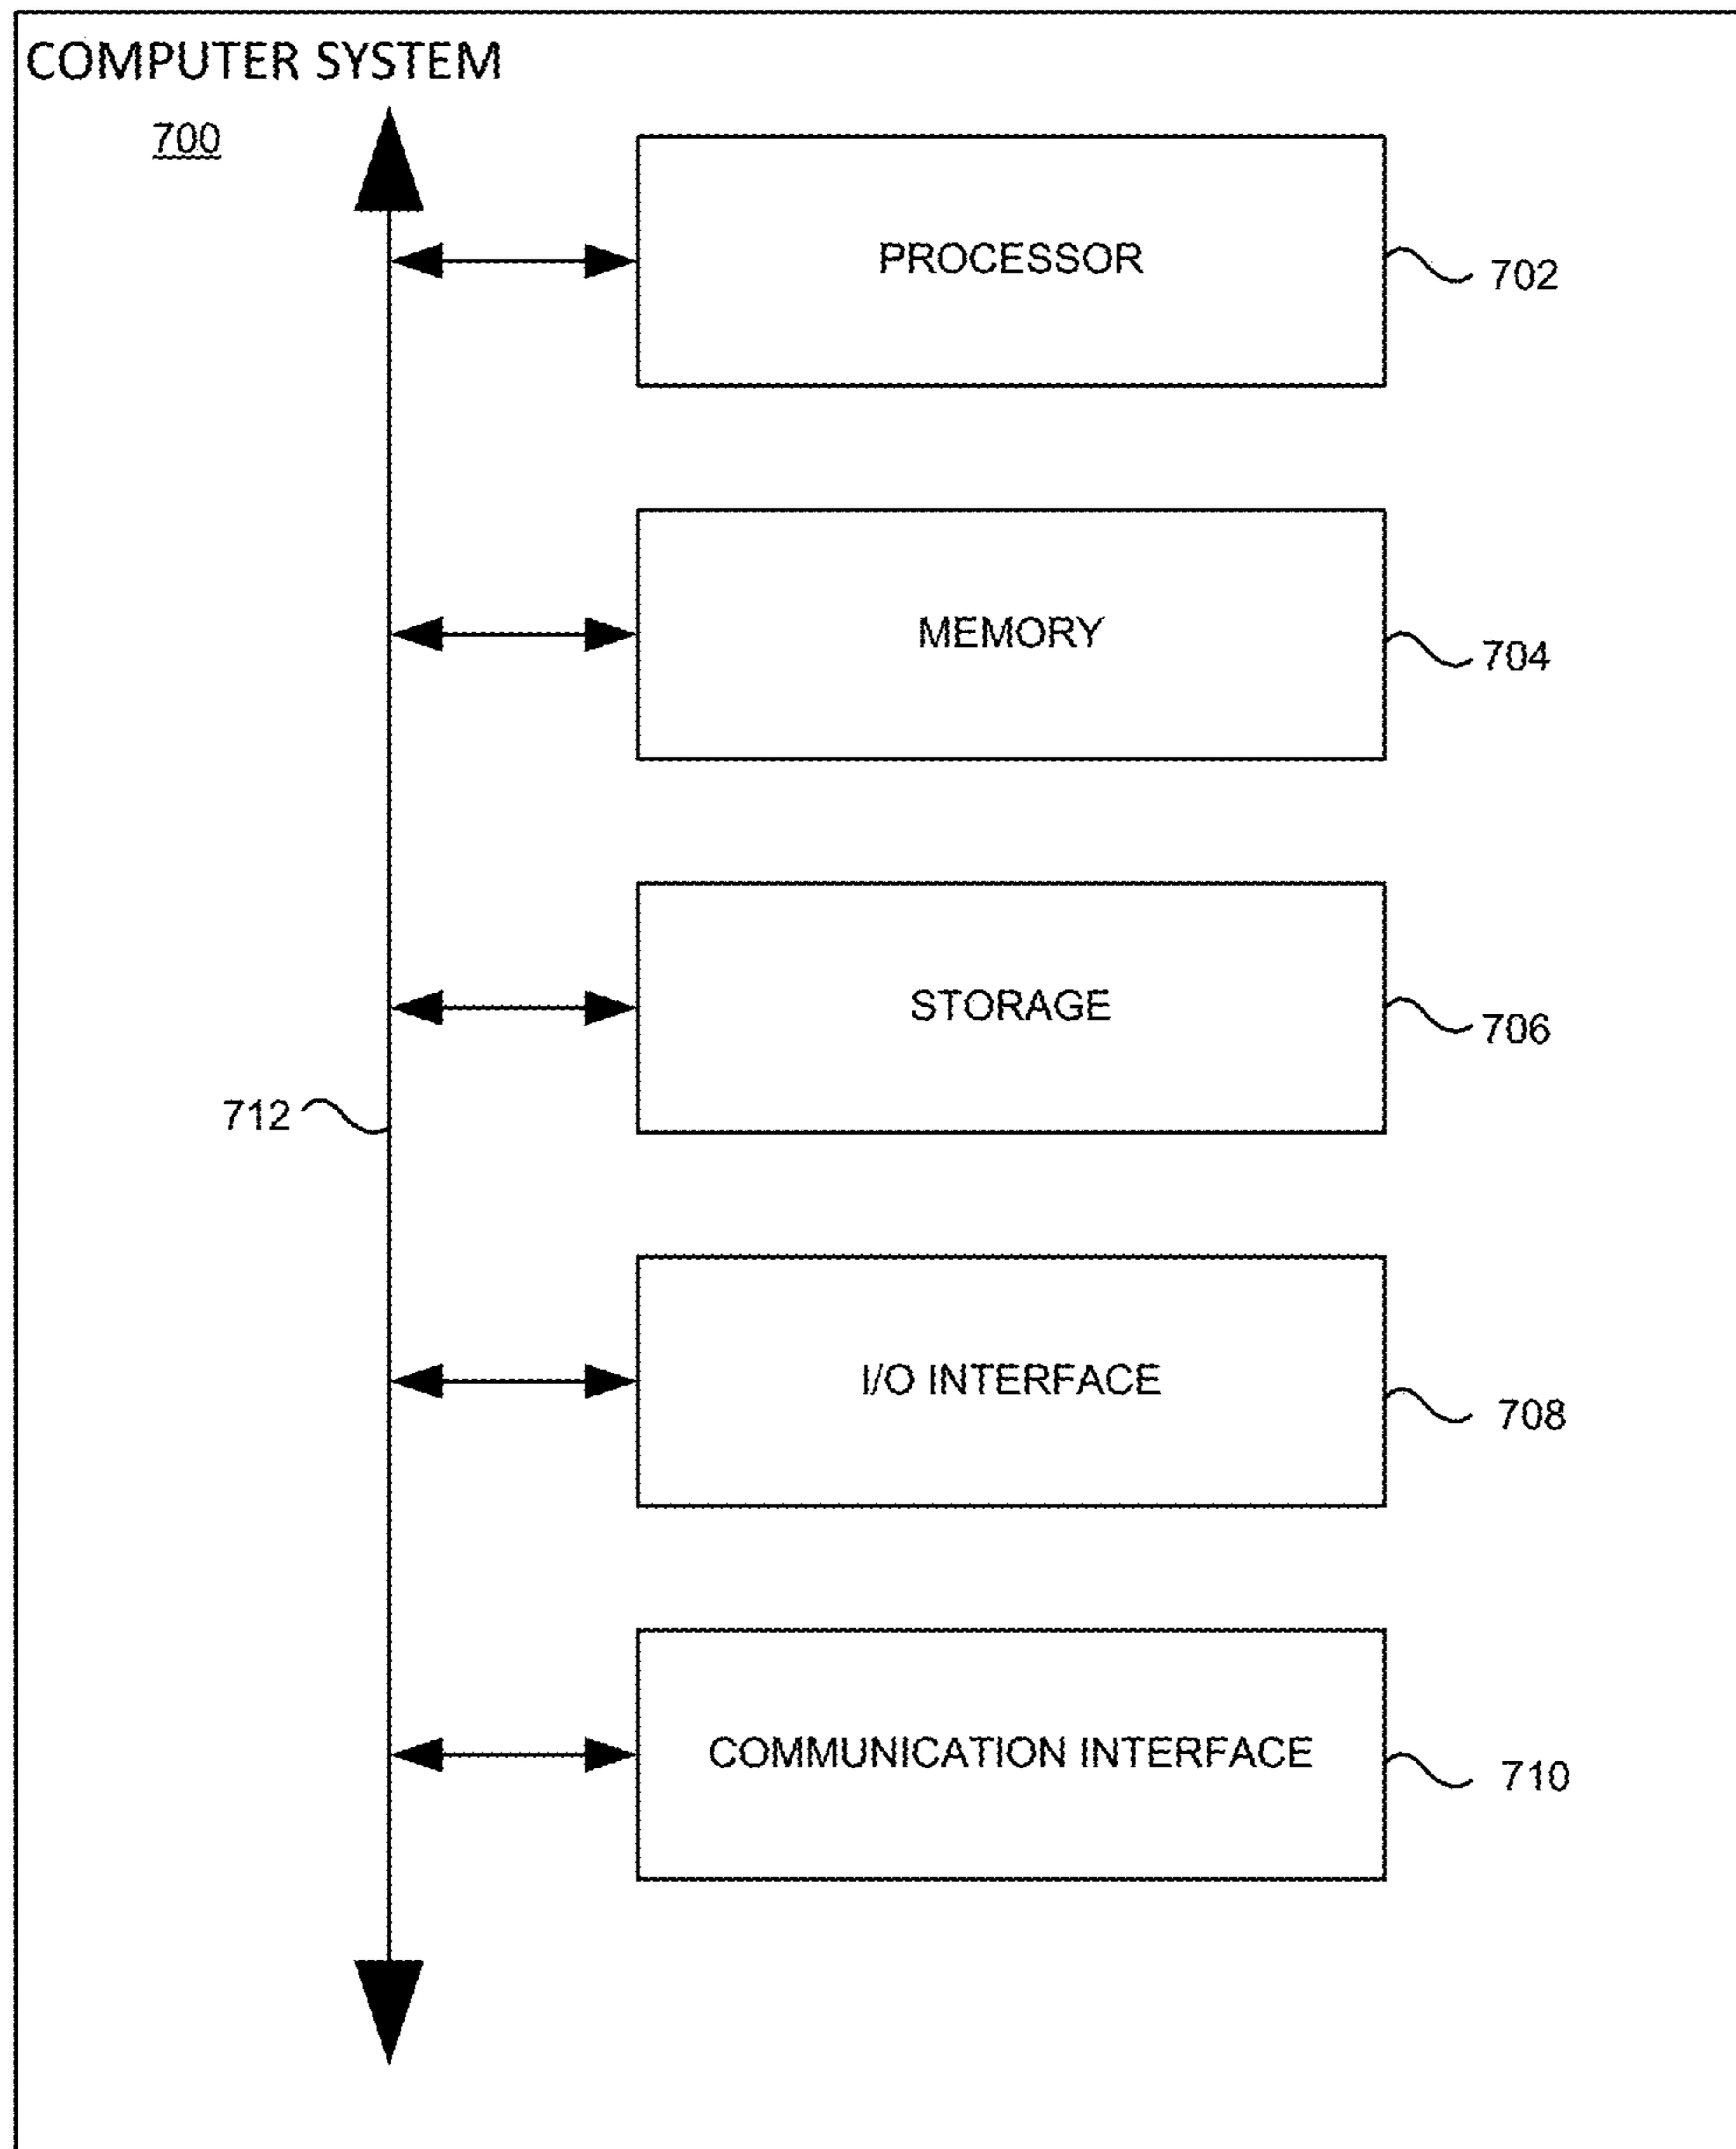 COMPUTER SYSTEM
700
PROCESSOR
702
MEMORY
704
STORAGE
706
712
I/O INTERFACE
708
COMMUNICATION INTERFACE
710